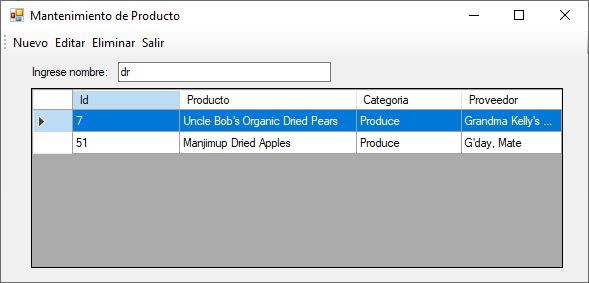 Mantenimiento de Producto
Nuevo Editar Eliminar Salir
Ingrese nombre: dr
Id Producto Categoria Proveedor
7 Uncle Bob's Organic Dried Pears Produce Grandma Kelly's ...
51 Manjimup Dried Apples Produce G'day, Mate